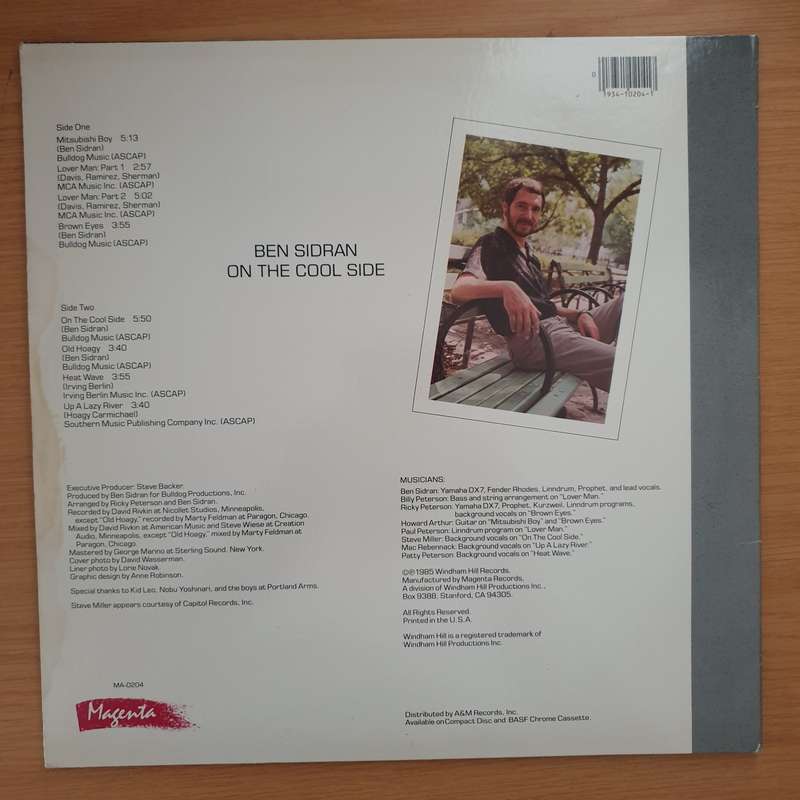 0
934-10204-1
Side One
Mitsubishi Boy 5:13
(Ben Sidran)
Bulldog Music (ASCAP)
Lover Man: Part 1 2:57
(Davis, Ramirez, Sherman)
MCA Music Inc. (ASCAP)
Lover Man: Part 2 5:02
(Davis, Ramirez, Sherman)
MCA Music Inc. (ASCAP)
Brown Eyes 3:55
(Ben Sidran)
Bulldog Music (ASCAP)
BEN SIDRAN
ON THE COOL SIDE
Side Two
On The Cool Side 5:50
(Ben Sidran)
Bulldog Music (ASCAP)
Old Hoagy 3:40
(Ben Sidran)
Bulldog Music (ASCAP)
Heat Wave 3:55
(Irving Berlin)
Irving Berlin Music Inc. (ASCAP)
Up A Lazy River 3:40
(Hoagy Carmichael)
Southern Music Publishing Company Inc. (ASCAP)
Executive Producer: Steve Backer.
Produced by Ben Sidran for Bulldog Productions, Inc.
Arranged by Ricky Peterson and Ben Sidran.
Recorded by David Rivkin at Nicollet Studios, Minneapolis,
except "Old Hoagy," recorded by Marty Feldman at Paragon, Chicago.
Mixed by David Rivkin at American Music and Steve Wiese at Creation
Audio, Minneapolis, except "Old Hoagy," mixed by Marty Feldman at
Paragon, Chicago.
Mastered by George Marino at Sterling Sound, New York.
Cover photo by David Wasserman.
Liner photo by Lorie Novak.
Graphic design by Anne Robinson.
Special thanks to Kid Leo, Nobu Yoshinari, and the boys at Portland Arms.
Steve Miller appears courtesy of Capitol Records, Inc.
MUSICIANS:
Ben Sidran: Yamaha DX7, Fender Rhodes, Linndrum, Prophet, and lead vocals.
Billy Peterson: Bass and string arrangement on "Lover Man."
Ricky Peterson: Yamaha DX7, Prophet, Kurzweil, Linndrum programs,
background vocals on "Brown Eyes."
Howard Arthur: Guitar on "Mitsubishi Boy" and "Brown Eyes."
Paul Peterson: Linndrum program on "Lover Man."
Steve Miller: Background vocals on "On The Cool Side."
Mac Rebennack: Background vocals on "Up A Lazy River."
Patty Peterson: Background vocals on "Heat Wave."
©℗1985 Windham Hill Records.
Manufactured by Magenta Records,
A division of Windham Hill Productions Inc.,
Box 9388, Stanford, CA 94305.
All Rights Reserved.
Printed in the U.S.A.
Windham Hill is a registered trademark of
Windham Hill Productions Inc.
MA-0204
Magenta
Distributed by A&M Records, Inc.
Available on Compact Disc and BASF Chrome Cassette.